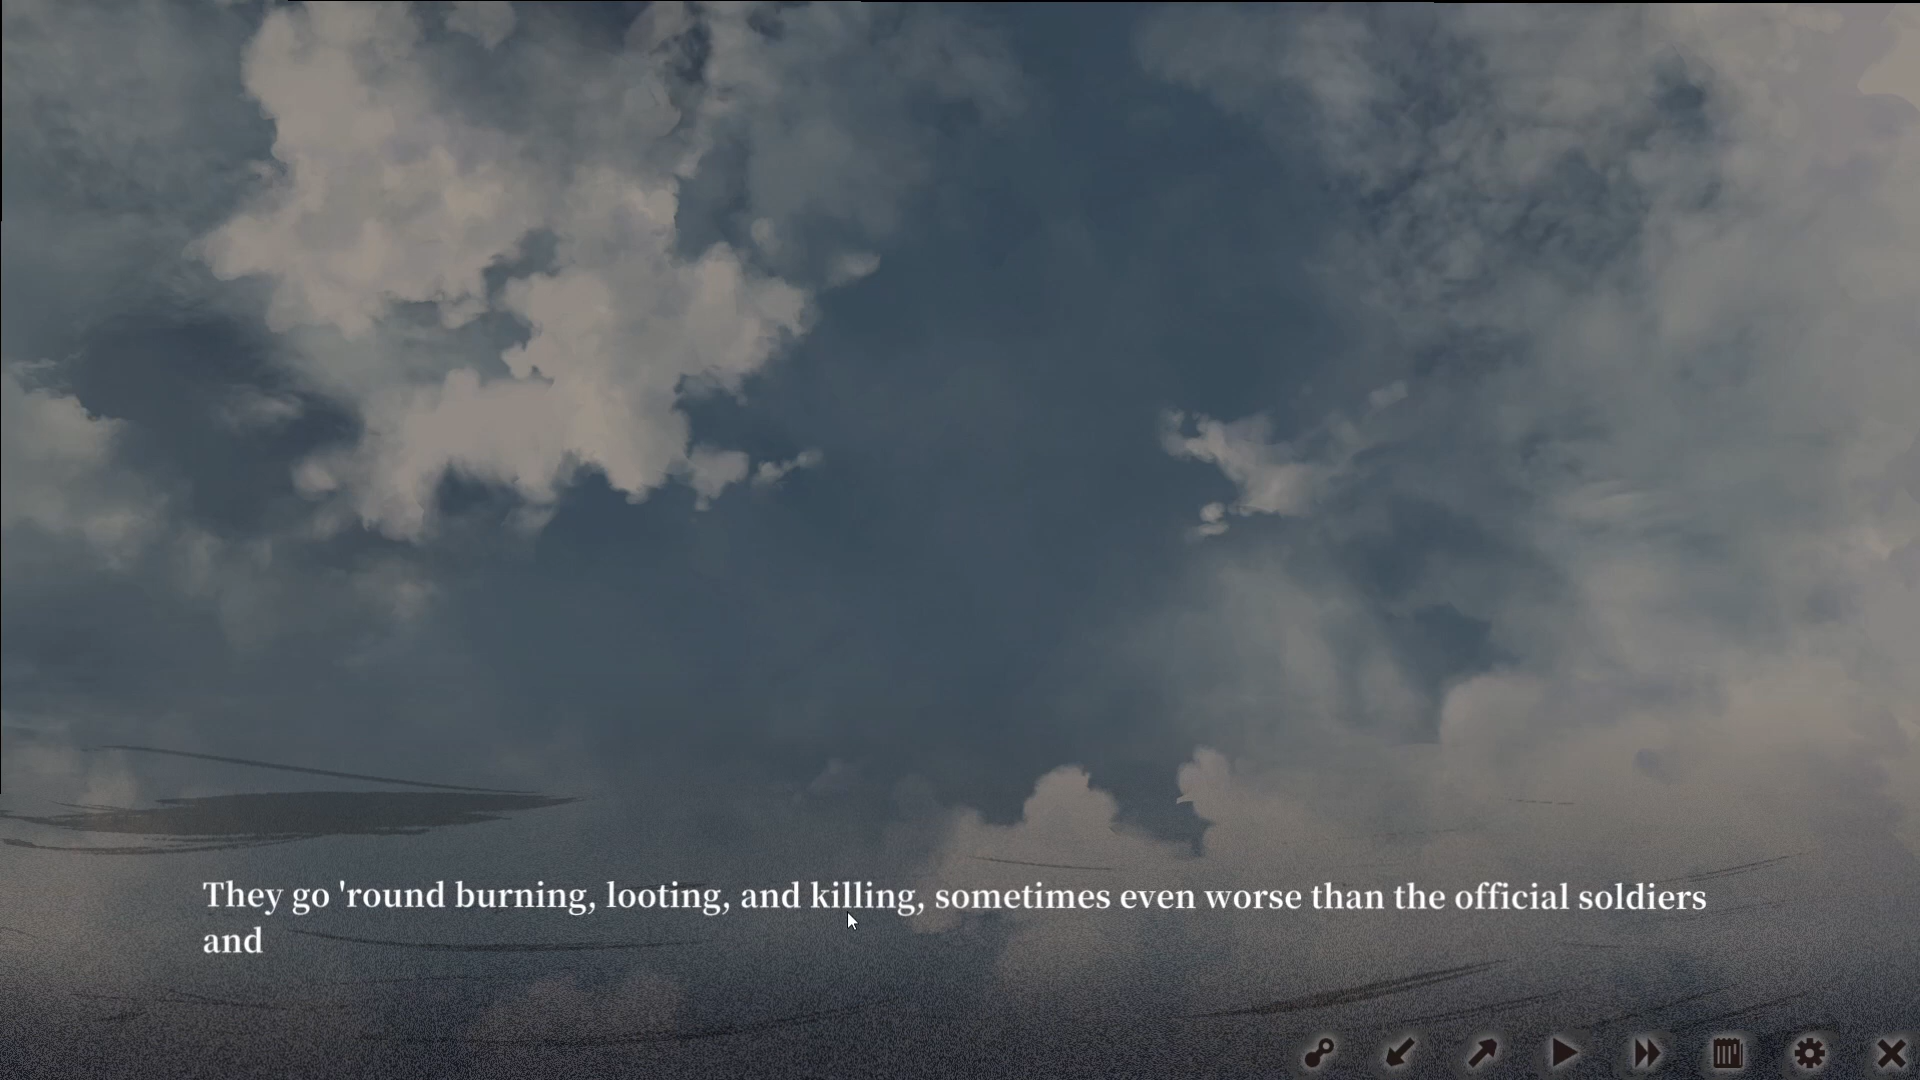 They go 'round burning, looting, and killing, sometimes even worse than the official soldiers
and